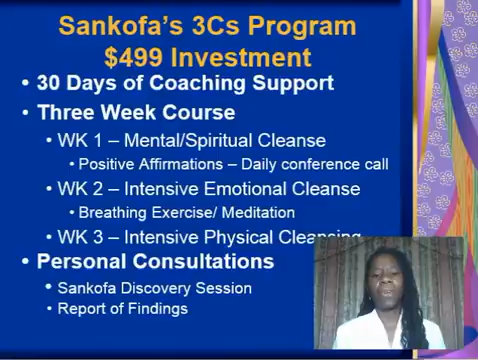 Sankofa's 3Cs Program
$499 Investment
• 30 Days of Coaching Support
• Three Week Course
• WK 1 – Mental/Spiritual Cleanse
• Positive Affirmations – Daily conference call
• WK 2 – Intensive Emotional Cleanse
• Breathing Exercise/ Meditation
• WK 3 – Intensive Physical Cleansing
• Personal Consultations
• Sankofa Discovery Session
• Report of Findings